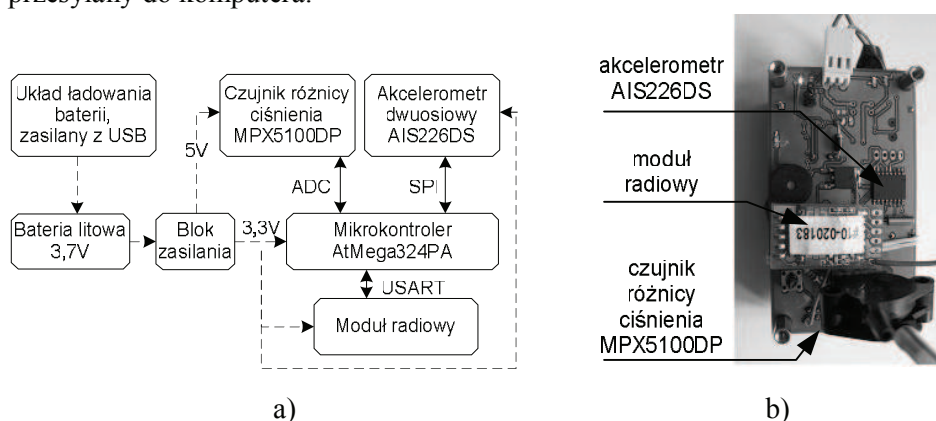 przesyłany do komputera.
Układ ładowania
baterii,
zasilany z USB
Czujnik różnicy
ciśnienia
MPX5100DP
Akcelerometr
dwuosiowy
AIS226DS
5V
ADC
SPI
Bateria litowa
3,7V
Blok
zasilania
3,3V
Mikrokontroler
AtMega324PA
USART
Moduł radiowy
a)
akcelerometr
AIS226DS
moduł
radiowy
#10-020183
czujnik
różnicy
ciśnienia
MPX5100DP
b)